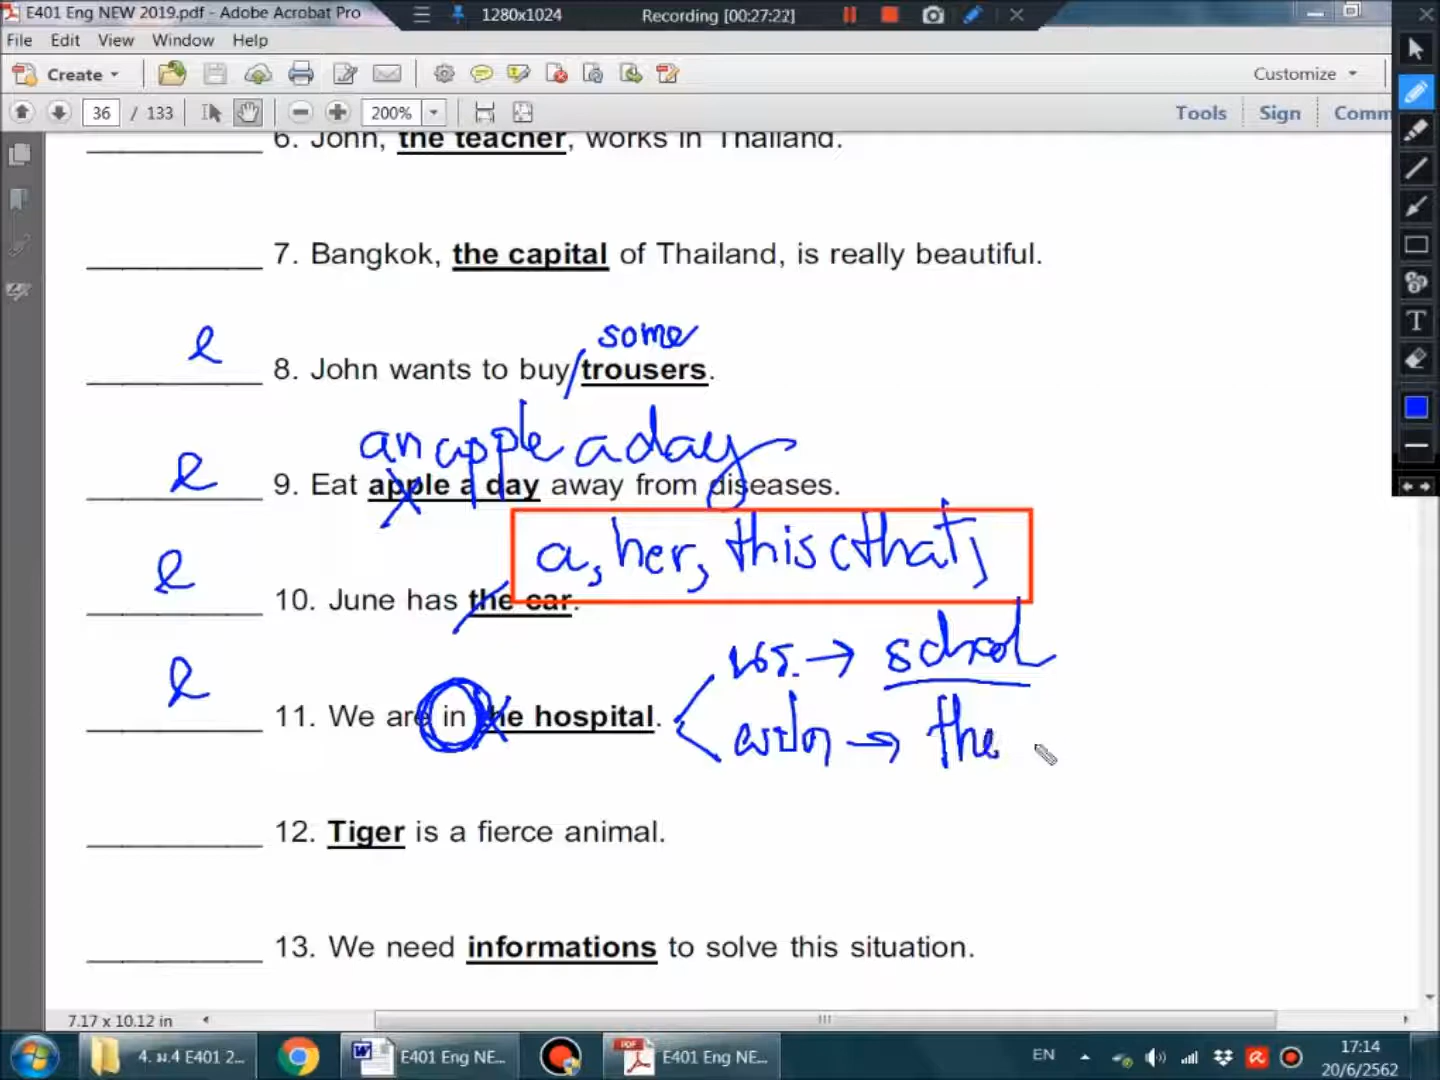 E401 Eng NEW 2019.pdf - Adobe Acrobat Pro
1280x1024
Recording [00:27:22]
File Edit View Window Help
Create
Customize
36 / 133
200%
Tools Sign Comm
6. John, the teacher, works in Thailand.
7. Bangkok, the capital of Thailand, is really beautiful.
some
8. John wants to buy trousers.
an apple a day
9. Eat apple a day away from diseases.
a, her, this (that)
10. June has the car.
school
11. We are in the hospital.
the
12. Tiger is a fierce animal.
13. We need informations to solve this situation.
7.17 x 10.12 in
4. ม.4 E401 2...
E401 Eng NE...
E401 Eng NE...
EN
17:14
20/6/2562